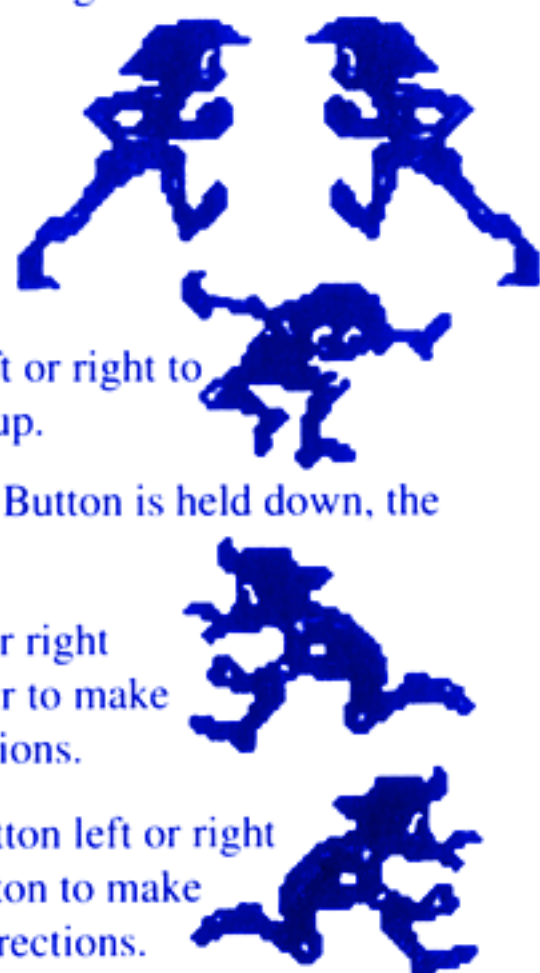 ft or right to
up.
Button is held down, the
r right
r to make
ions.
tton left or right
ton to make
rections.